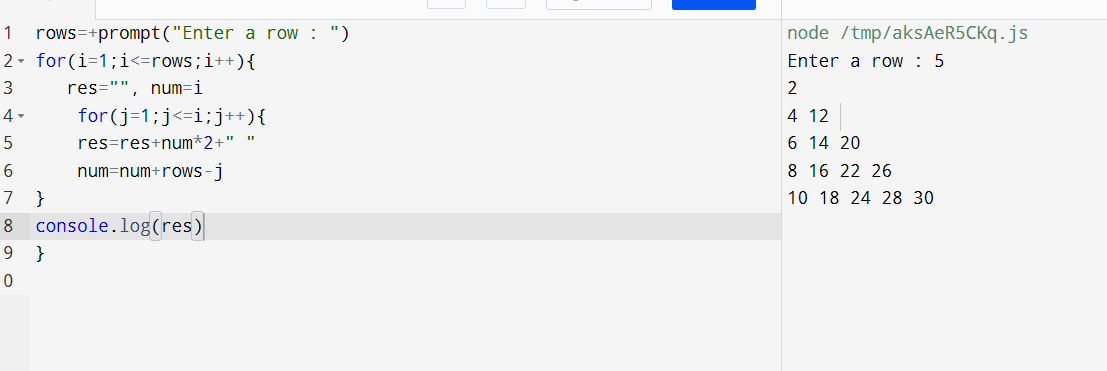 1 rows=+prompt("Enter a row : ")
2 for(i=1;i<=rows;i++){
3    res="", num=i
4     for(j=1;j<=i;j++){
5     res=res+num*2+" "
6     num=num+rows-j
7 }
8 console.log(res)
9 }
0
node /tmp/aksAeR5CKq.js
Enter a row : 5
2
4 12
6 14 20
8 16 22 26
10 18 24 28 30